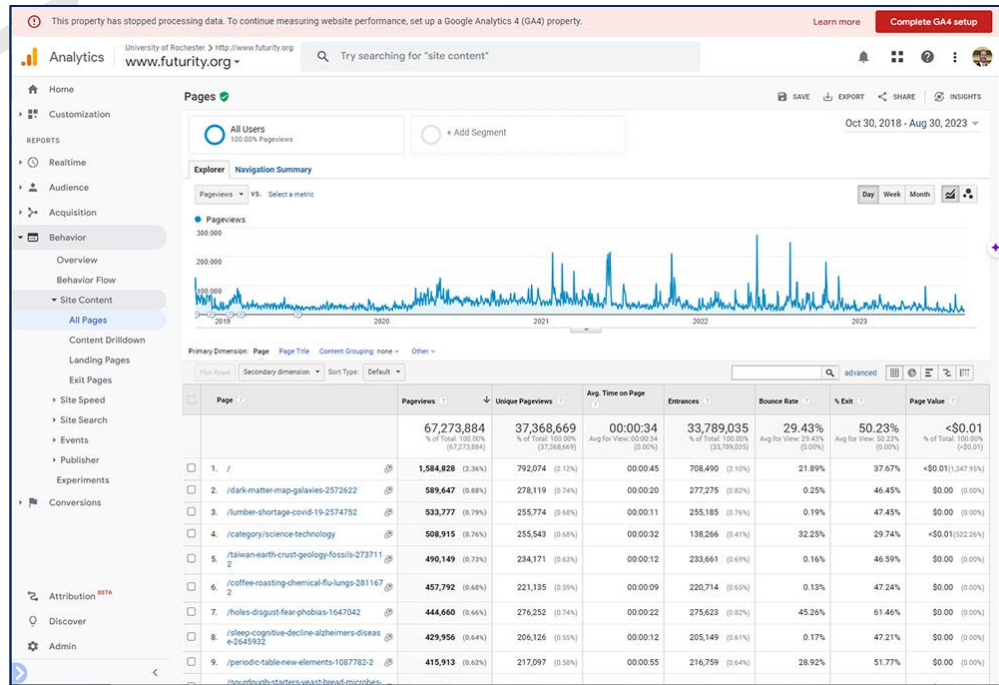 This property has stopped processing data. To continue measuring website performance, set up a Google Analytics 4 (GA4) property.
Learn more
Complete GA4 setup
Analytics
University of Rochester > http://www.futurity.org
www.futurity.org
Try searching for "site content"
Home
Customization
REPORTS
Realtime
Audience
Acquisition
Behavior
Overview
Behavior Flow
Site Content
All Pages
Content Drilldown
Landing Pages
Exit Pages
Site Speed
Site Search
Events
Publisher
Experiments
Conversions
Attribution BETA
Discover
Admin
Pages
SAVE
EXPORT
SHARE
INSIGHTS
All Users
100.00% Pageviews
+ Add Segment
Oct 30, 2018 - Aug 30, 2023
Explorer
Navigation Summary
Pageviews
VS.
Select a metric
Day
Week
Month
Pageviews
300,000
200,000
100,000
2019
2020
2021
2022
2023
Primary Dimension: Page Page Title Content Grouping: none Other
Plot Rows
Secondary dimension
Sort Type: Default
advanced
Page Pageviews Unique Pageviews Avg. Time on Page Entrances Bounce Rate % Exit Page Value
67,273,884 37,368,669 00:00:34 33,789,035 29.43% 50.23% <$0.01
% of Total: 100.00% % of Total: 100.00% Avg for View: 00:00:34 % of Total: 100.00% Avg for View: 29.43% Avg for View: 50.23% % of Total: 100.00%
(67,273,884) (37,368,669) (0.00%) (33,789,035) (0.00%) (0.00%) (<$0.01)
1. / 1,584,828 (2.36%) 792,074 (2.12%) 00:00:45 708,490 (2.10%) 21.89% 37.67% <$0.01 (1,347.95%)
2. /dark-matter-map-galaxies-2572622 589,647 (0.88%) 278,119 (0.74%) 00:00:20 277,275 (0.82%) 0.25% 46.45% $0.00 (0.00%)
3. /lumber-shortage-covid-19-2574752 533,777 (0.79%) 255,774 (0.68%) 00:00:11 255,185 (0.76%) 0.19% 47.45% $0.00 (0.00%)
4. /category/science-technology 508,915 (0.76%) 255,543 (0.68%) 00:00:32 138,266 (0.41%) 32.25% 29.74% <$0.01 (522.26%)
5. /taiwan-earth-crust-geology-fossils-273711
2 490,149 (0.73%) 234,171 (0.63%) 00:00:12 233,661 (0.69%) 0.16% 46.59% $0.00 (0.00%)
6. /coffee-roasting-chemical-flu-lungs-281167
2 457,792 (0.68%) 221,135 (0.59%) 00:00:09 220,714 (0.65%) 0.13% 47.24% $0.00 (0.00%)
7. /holes-disgust-fear-phobias-1647042 444,660 (0.66%) 276,252 (0.74%) 00:00:22 275,623 (0.82%) 45.26% 61.46% $0.00 (0.00%)
8. /sleep-cognitive-decline-alzheimers-diseas
e-2645932 429,956 (0.64%) 206,126 (0.55%) 00:00:12 205,149 (0.61%) 0.17% 47.21% $0.00 (0.00%)
9. /periodic-table-new-elements-1087782-2 415,913 (0.62%) 217,097 (0.58%) 00:00:55 216,759 (0.64%) 28.92% 51.77% $0.00 (0.00%)
/sourdough-starters-yeast-bread-microbes-